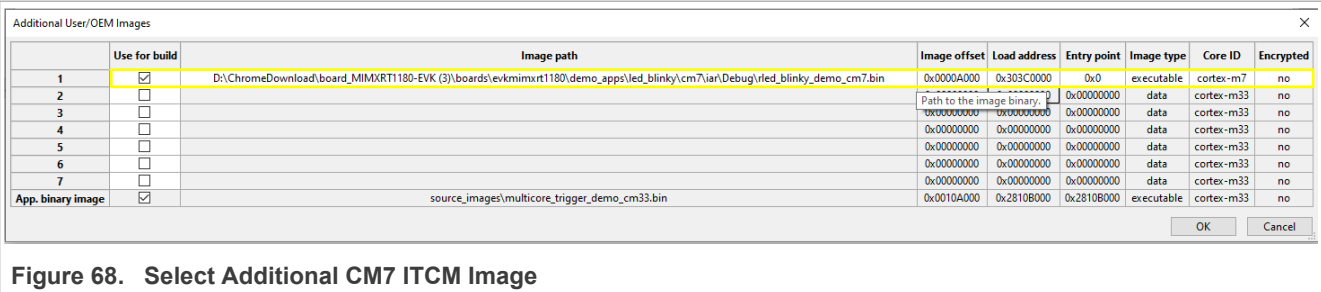 Additional User/OEM Images
Use for build Image path Image offset Load address Entry point Image type Core ID Encrypted
1 D:\ChromeDownload\board_MIMXRT1180-EVK (3)\boards\evkmimxrt1180\demo_apps\led_blinky\cm7\iar\Debug\rled_blinky_demo_cm7.bin 0x0000A000 0x303C0000 0x0 executable cortex-m7 no
2 0x00000000 data cortex-m33 no
Path to the image binary.
3 0x00000000 0x00000000 0x00000000 data cortex-m33 no
4 0x00000000 0x00000000 0x00000000 data cortex-m33 no
5 0x00000000 0x00000000 0x00000000 data cortex-m33 no
6 0x00000000 0x00000000 0x00000000 data cortex-m33 no
7 0x00000000 0x00000000 0x00000000 data cortex-m33 no
App. binary image source_images\multicore_trigger_demo_cm33.bin 0x0010A000 0x2810B000 0x2810B000 executable cortex-m33 no
OK Cancel
Figure 68. Select Additional CM7 ITCM Image